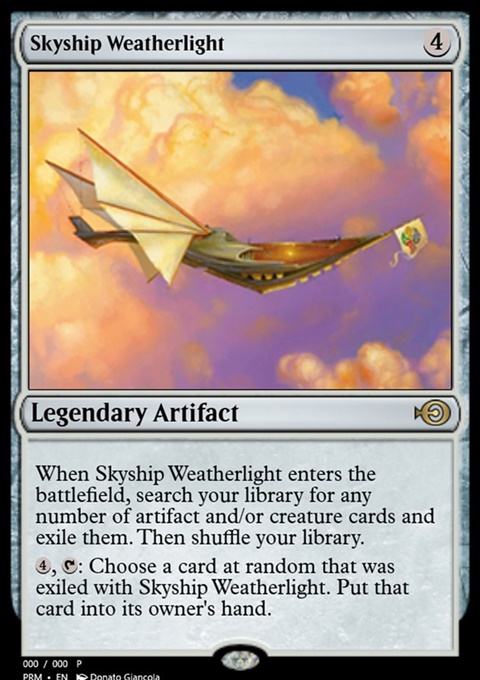 Skyship Weatherlight 4
Legendary Artifact
When Skyship Weatherlight enters the
battlefield, search your library for any
number of artifact and/or creature cards and
exile them. Then shuffle your library.
4, T: Choose a card at random that was
exiled with Skyship Weatherlight. Put that
card into its owner's hand.
000 / 000 P
PRM • EN Donato Giancola